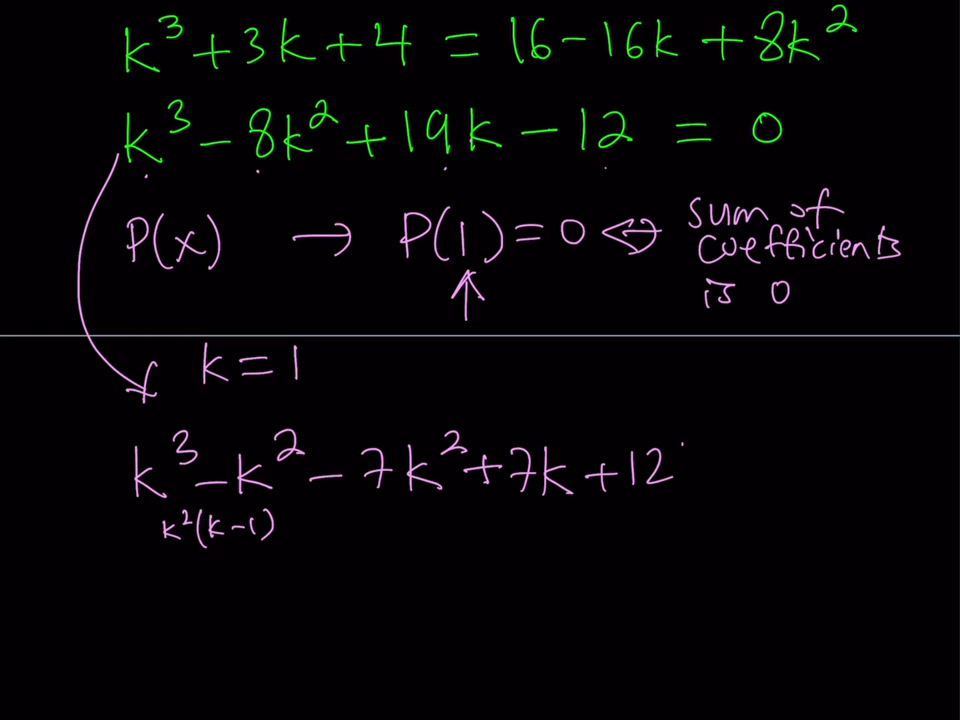 k³ + 3k + 4 = 16 - 16k + 8k²
k³ - 8k² + 19k - 12 = 0
P(x) → P(1) = 0 ⇔ sum of
coefficients
is 0
k = 1
k³ - k² - 7k² + 7k + 12
k²(k - 1)